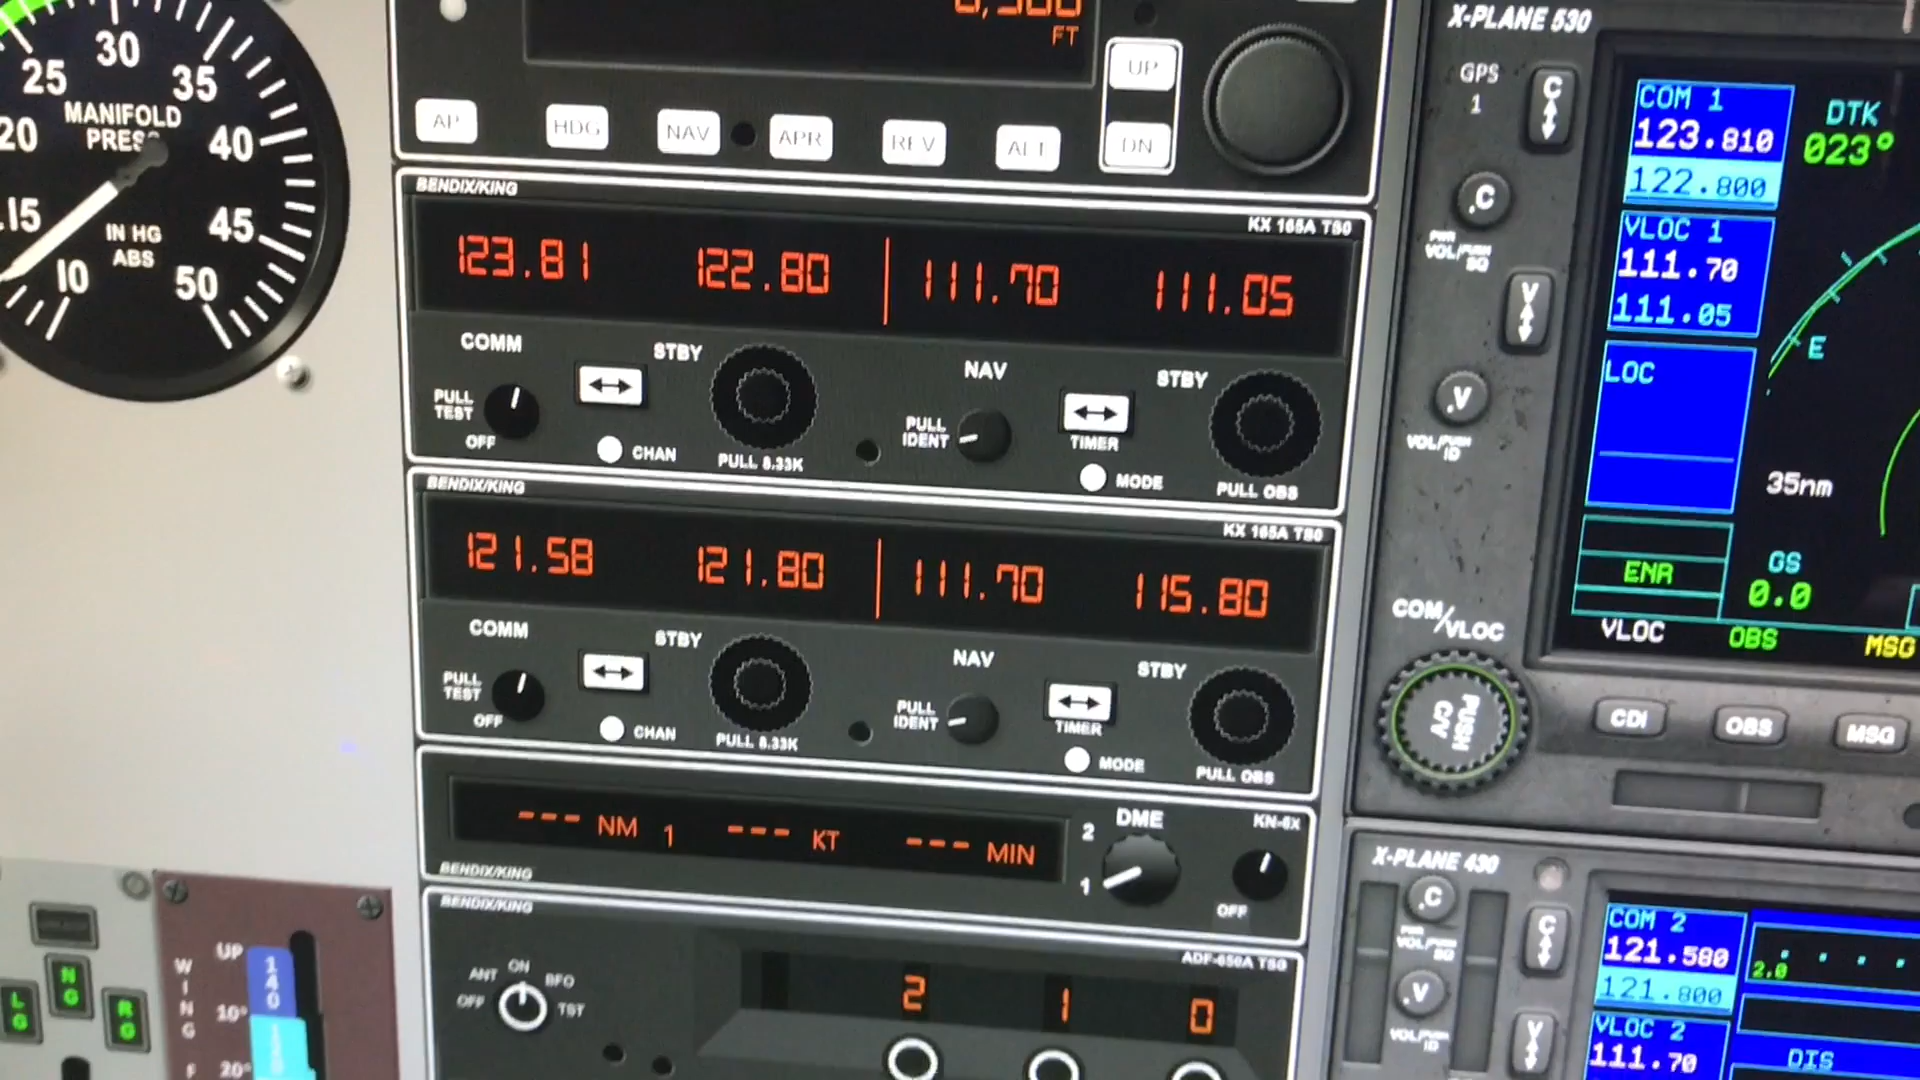 30
25
35
20
MANIFOLD
PRESS
40
.15
IN HG
ABS
45
10
50
FT
UP
DN
AP
HDG
NAV
APR
REV
ALT
BENDIX/KING
KX 165A TSO
123.81 122.80 111.70 111.05
COMM
STBY
NAV
STBY
PULL
TEST
OFF
CHAN
PULL 8.33K
PULL
IDENT
TIMER
MODE
PULL OBS
BENDIX/KING
KX 165A TSO
121.58 121.80 111.70 115.80
COMM
STBY
NAV
STBY
PULL
TEST
OFF
CHAN
PULL 8.33K
PULL
IDENT
TIMER
MODE
PULL OBS
--- NM 1 --- KT --- MIN
BENDIX/KING
2
DME
1
KN-6X
OFF
BENDIX/KING
ADF-650A TSO
ANT
ON
BFO
OFF
TST
2 1 0
X-PLANE 530
GPS
1
C
.C
PWR
VOL/PUSH
SQ
V
.V
VOL/PUSH
ID
COM/VLOC
PUSH
C/V
COM 1
123.810
122.800
DTK
023°
VLOC 1
111.70
111.05
LOC
E
35nm
ENR
GS
0.0
VLOC
OBS
MSG
CDI
OBS
MSG
X-PLANE 430
C
.C
PWR
VOL/PUSH
SQ
.V
VOL/PUSH
ID
V
COM 2
121.580
121.800
VLOC 2
111.70
2.0
DIS
LG
NG
RG
WING F
UP
10°
20°
140